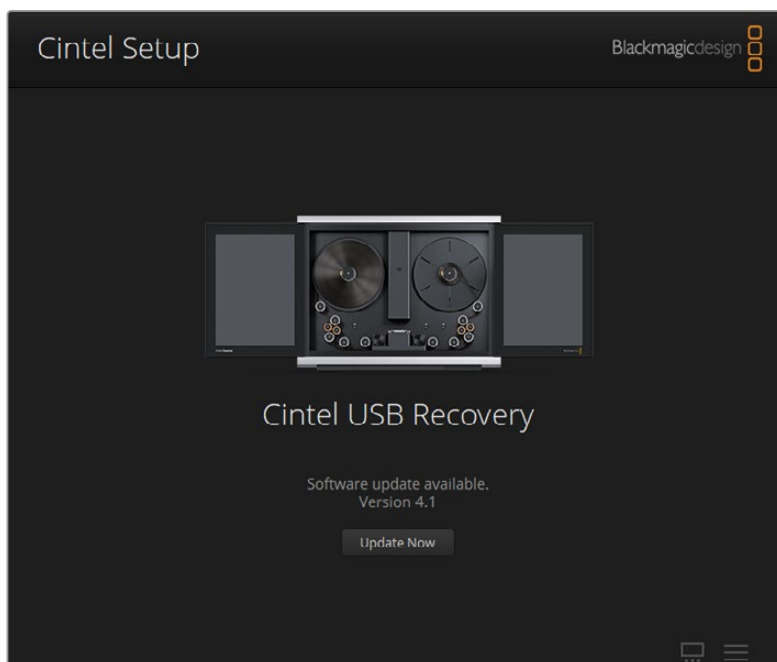 Cintel Setup
Blackmagicdesign
Cintel USB Recovery
Software update available.
Version 4.1
Update Now